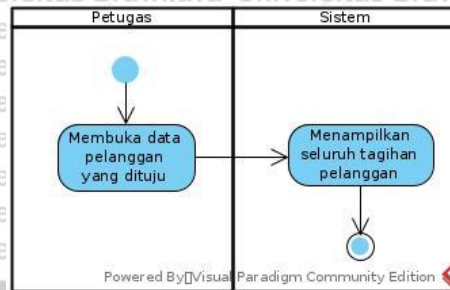 Petugas
Sistem
Membuka data
pelanggan
yang dituju
Menampilkan
seluruh tagihan
pelanggan
Powered By▯Visual Paradigm Community Edition